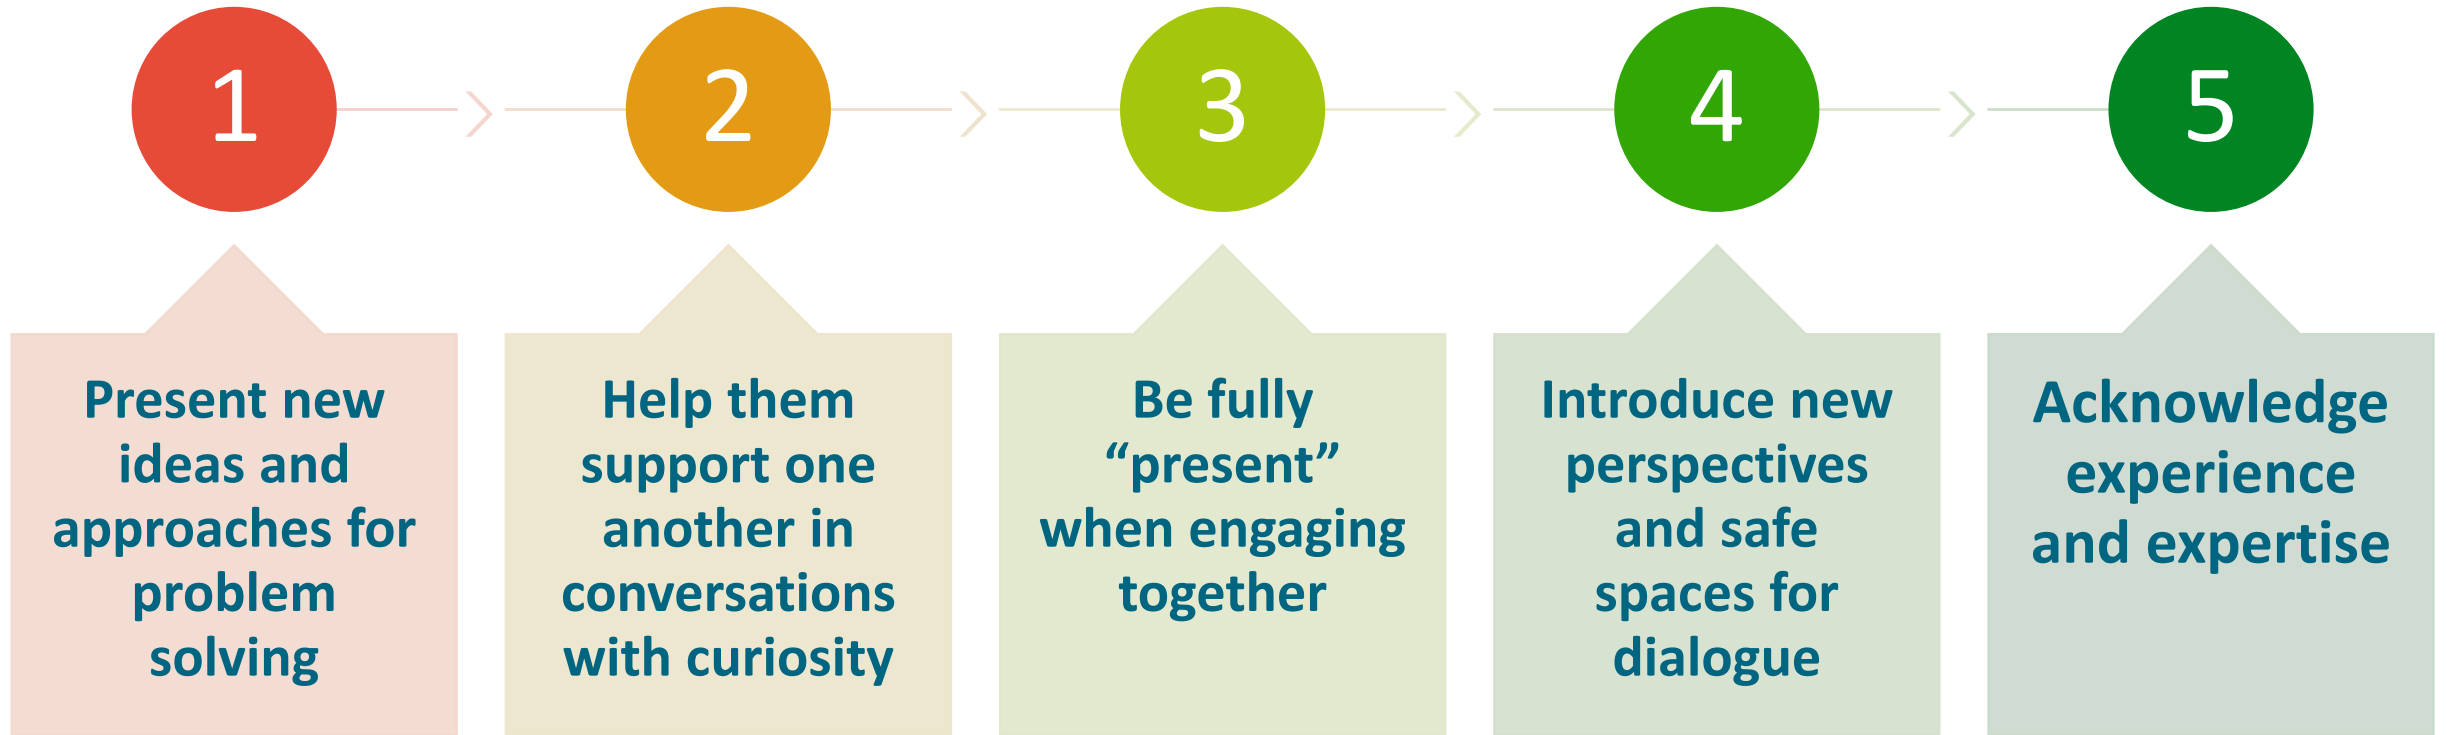 1
2
3
4
5
Present new
ideas and
approaches for
problem
solving
Help them
support one
another in
conversations
with curiosity
Be fully
“present”
when engaging
together
Introduce new
perspectives
and safe
spaces for
dialogue
Acknowledge
experience
and expertise